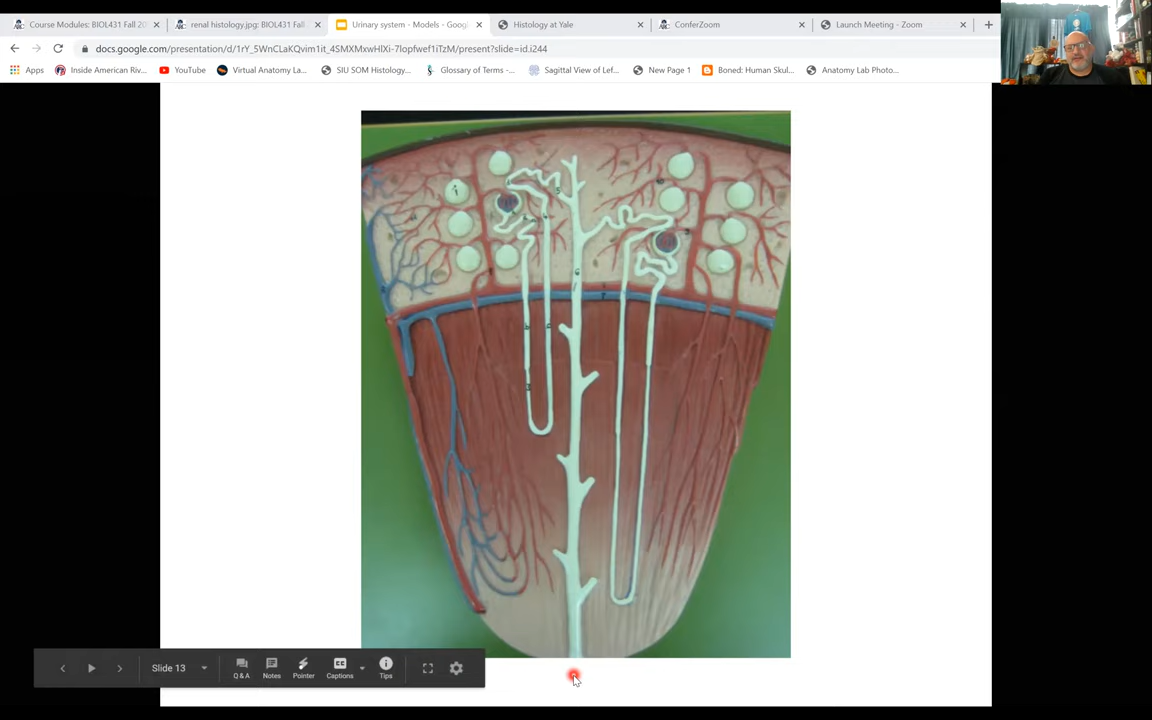 Course Modules: BIOL431 Fall 20
renal histology.jpg: BIOL431 Fall
Urinary system - Models - Goog
Histology at Yale
ConferZoom
Launch Meeting - Zoom
docs.google.com/presentation/d/1rY_5WnCLaKQvim1it_4SMXMxwHlXi-7lopfwef1iTzM/present?slide=id.i244
Apps
Inside American Riv...
YouTube
Virtual Anatomy La...
SIU SOM Histology...
Glossary of Terms -...
Sagittal View of Lef...
New Page 1
Boned: Human Skul...
Anatomy Lab Photo...
Slide 13
Q & A
Notes
Pointer
CC
Captions
Tips